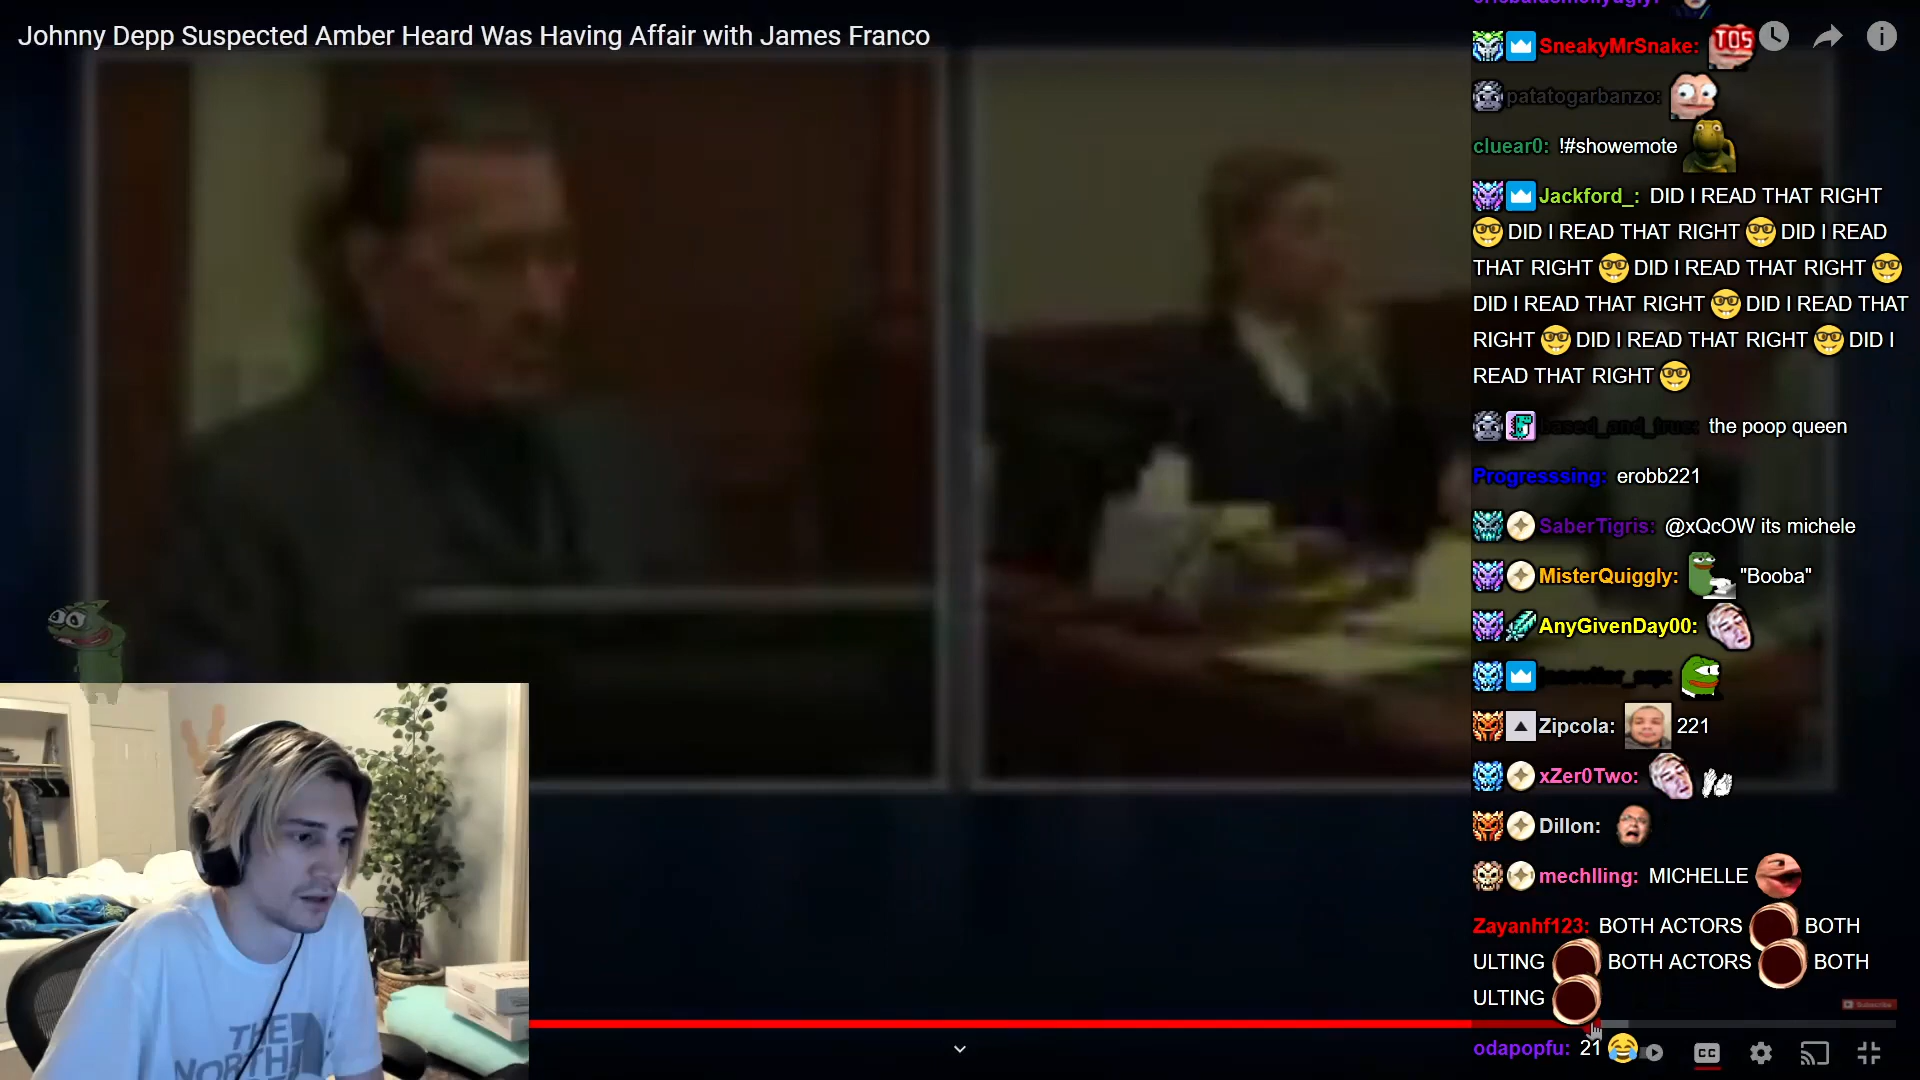 Johnny Depp Suspected Amber Heard Was Having Affair with James Franco
SneakyMrSnake: TOS
patatogarbanzo:
cluear0: !#showemote
Jackford_: DID I READ THAT RIGHT
DID I READ THAT RIGHT DID I READ
THAT RIGHT DID I READ THAT RIGHT
DID I READ THAT RIGHT DID I READ THAT
RIGHT DID I READ THAT RIGHT DID I
READ THAT RIGHT
based_and_true: the poop queen
Progresssing: erobb221
SaberTigris: @xQcOW its michele
MisterQuiggly: "Booba"
AnyGivenDay00:
Zipcola: 221
xZer0Two:
Dillon:
mechlling: MICHELLE
Zayanhf123: BOTH ACTORS BOTH
ULTING BOTH ACTORS BOTH
ULTING
Subscribe
odapopfu: 21
CC
THE
NORTH